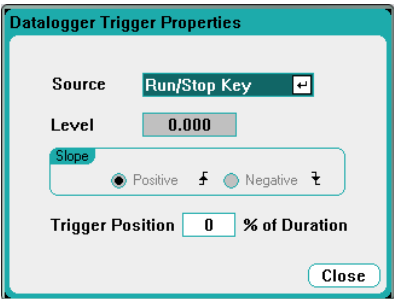 Datalogger Trigger Properties
Source Run/Stop Key
Level 0.000
Slope
Positive Negative
Trigger Position 0 % of Duration
Close